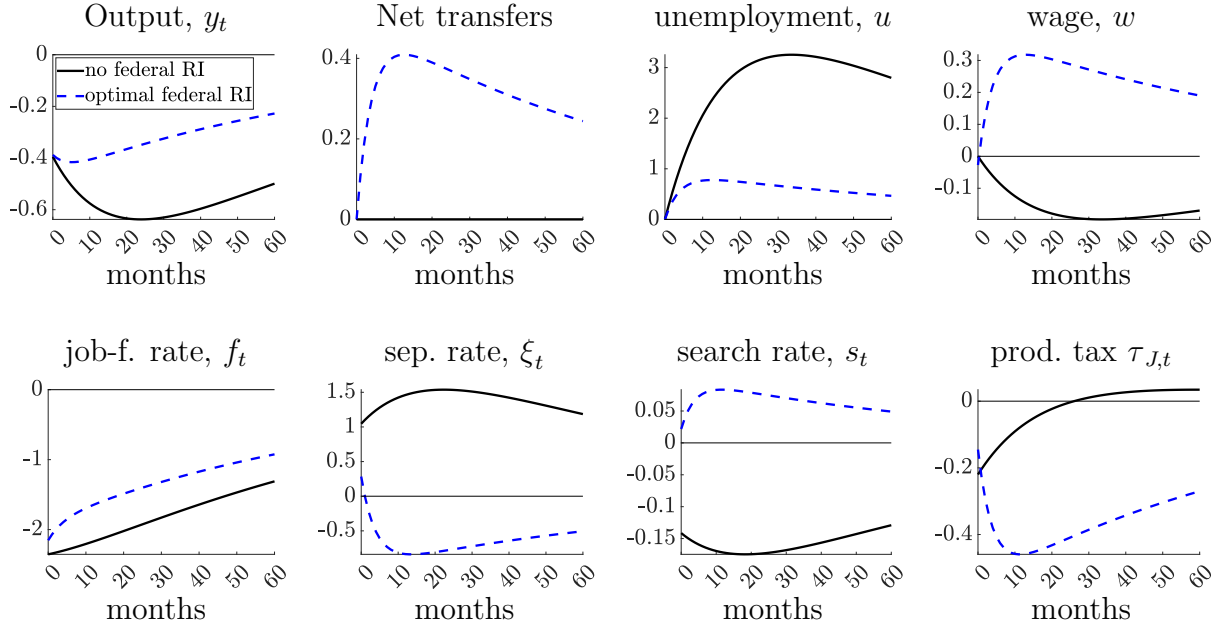 Output, y_t
0
-0.2
-0.4
-0.6
no federal RI
optimal federal RI
0 10 20 30 40 50 60
months
Net transfers
0.4
0.2
0
0 10 20 30 40 50 60
months
unemployment, u
3
2
1
0
0 10 20 30 40 50 60
months
wage, w
0.3
0.2
0.1
0
-0.1
0 10 20 30 40 50 60
months
job-f. rate, f_t
0
-1
-2
0 10 20 30 40 50 60
months
sep. rate, ξ_t
1.5
1
0.5
0
-0.5
0 10 20 30 40 50 60
months
search rate, s_t
0.05
0
-0.05
-0.1
-0.15
0 10 20 30 40 50 60
months
prod. tax τ_{J,t}
0
-0.2
-0.4
0 10 20 30 40 50 60
months